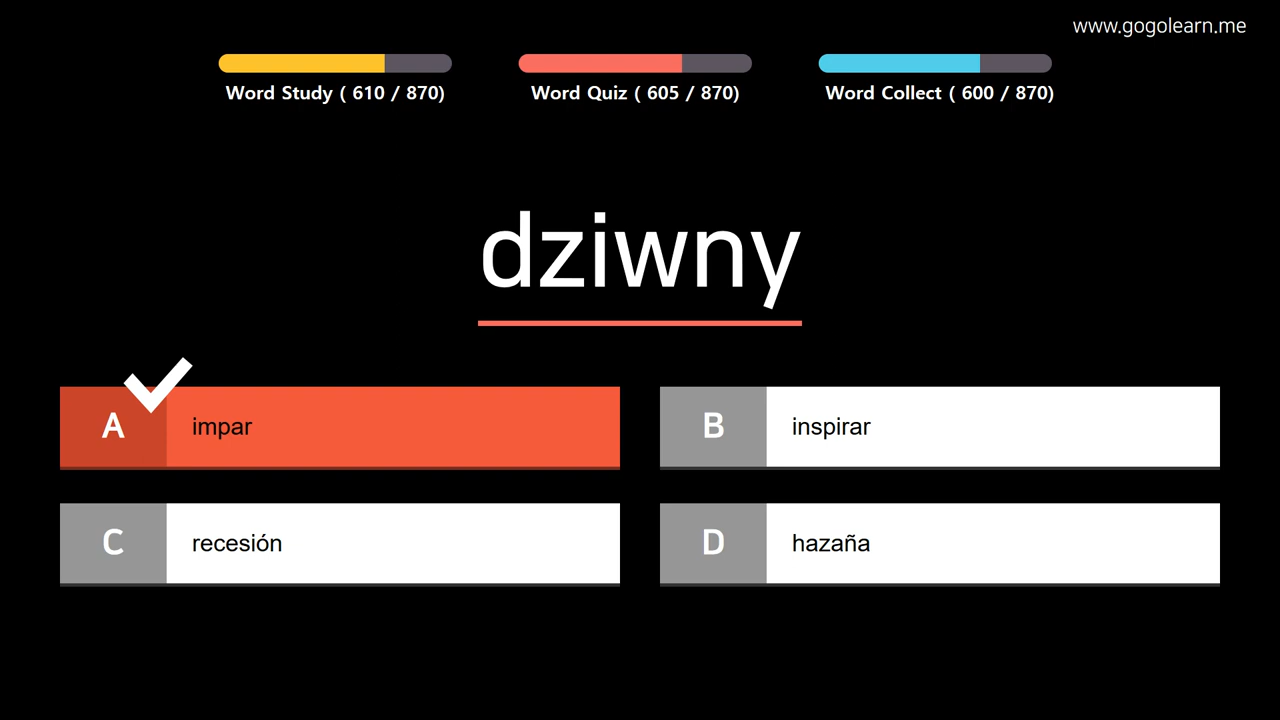 www.gogolearn.me
Word Study ( 610 / 870)
Word Quiz ( 605 / 870)
Word Collect ( 600 / 870)
dziwny
A impar
B inspirar
C recesión
D hazaña